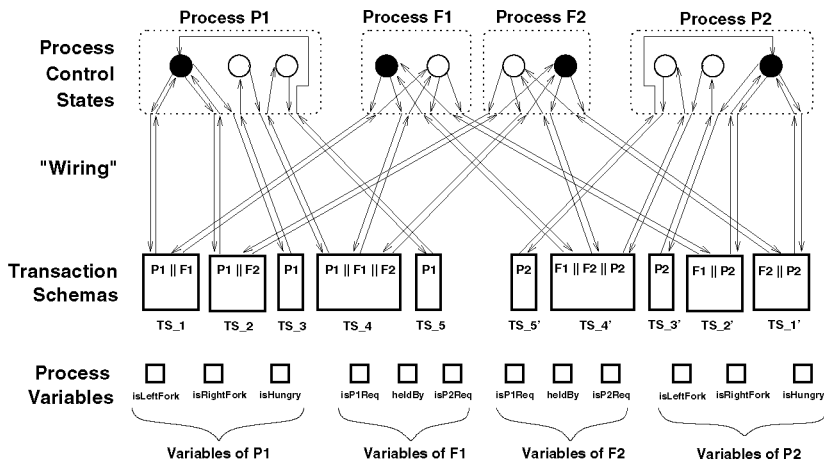 Process P1 Process F1 Process F2 Process P2
Process
Control
States
"Wiring"
Transaction
Schemas
P1 || F1 P1 || F2 P1 P1 || F1 || F2 P1 P2 F1 || F2 || P2 P2 F1 || P2 F2 || P2
TS_1 TS_2 TS_3 TS_4 TS_5 TS_5' TS_4' TS_3' TS_2' TS_1'
Process
Variables
isLeftFork isRightFork isHungry isP1Req heldBy isP2Req isP1Req heldBy isP2Req isLeftFork isRightFork isHungry
Variables of P1 Variables of F1 Variables of F2 Variables of P2